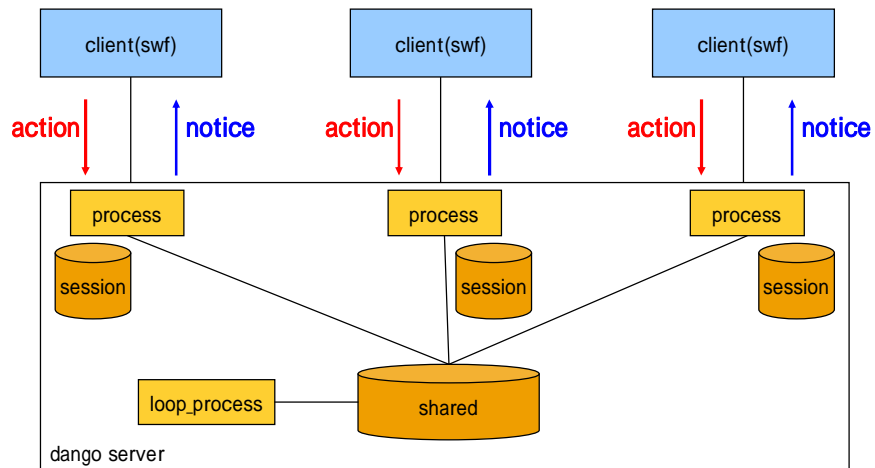 client(swf) client(swf) client(swf)
action notice action notice action notice
process process process
session session session
loop_process shared
dango server